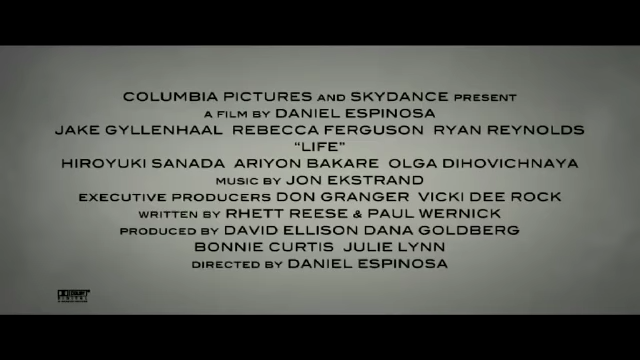 COLUMBIA PICTURES AND SKYDANCE PRESENT
A FILM BY DANIEL ESPINOSA
JAKE GYLLENHAAL REBECCA FERGUSON RYAN REYNOLDS
“LIFE”
HIROYUKI SANADA ARIYON BAKARE OLGA DIHOVICHNAYA
MUSIC BY JON EKSTRAND
EXECUTIVE PRODUCERS DON GRANGER VICKI DEE ROCK
WRITTEN BY RHETT REESE & PAUL WERNICK
PRODUCED BY DAVID ELLISON DANA GOLDBERG
BONNIE CURTIS JULIE LYNN
DIRECTED BY DANIEL ESPINOSA